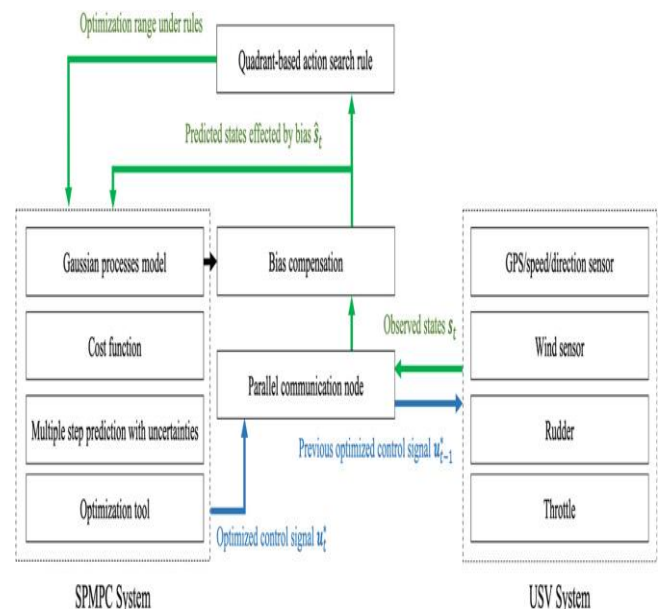 Optimization range under rules
Quadrant-based action search rule
Predicted states effected by bias ŝₜ
Gaussian processes model
Bias compensation
GPS/speed/direction sensor
Observed states sₜ
Cost function
Wind sensor
Parallel communication node
Multiple step prediction with uncertainties
Rudder
Previous optimized control signal u*ₜ₋₁
Optimization tool
Throttle
Optimized control signal u*ₜ
SPMPC System
USV System